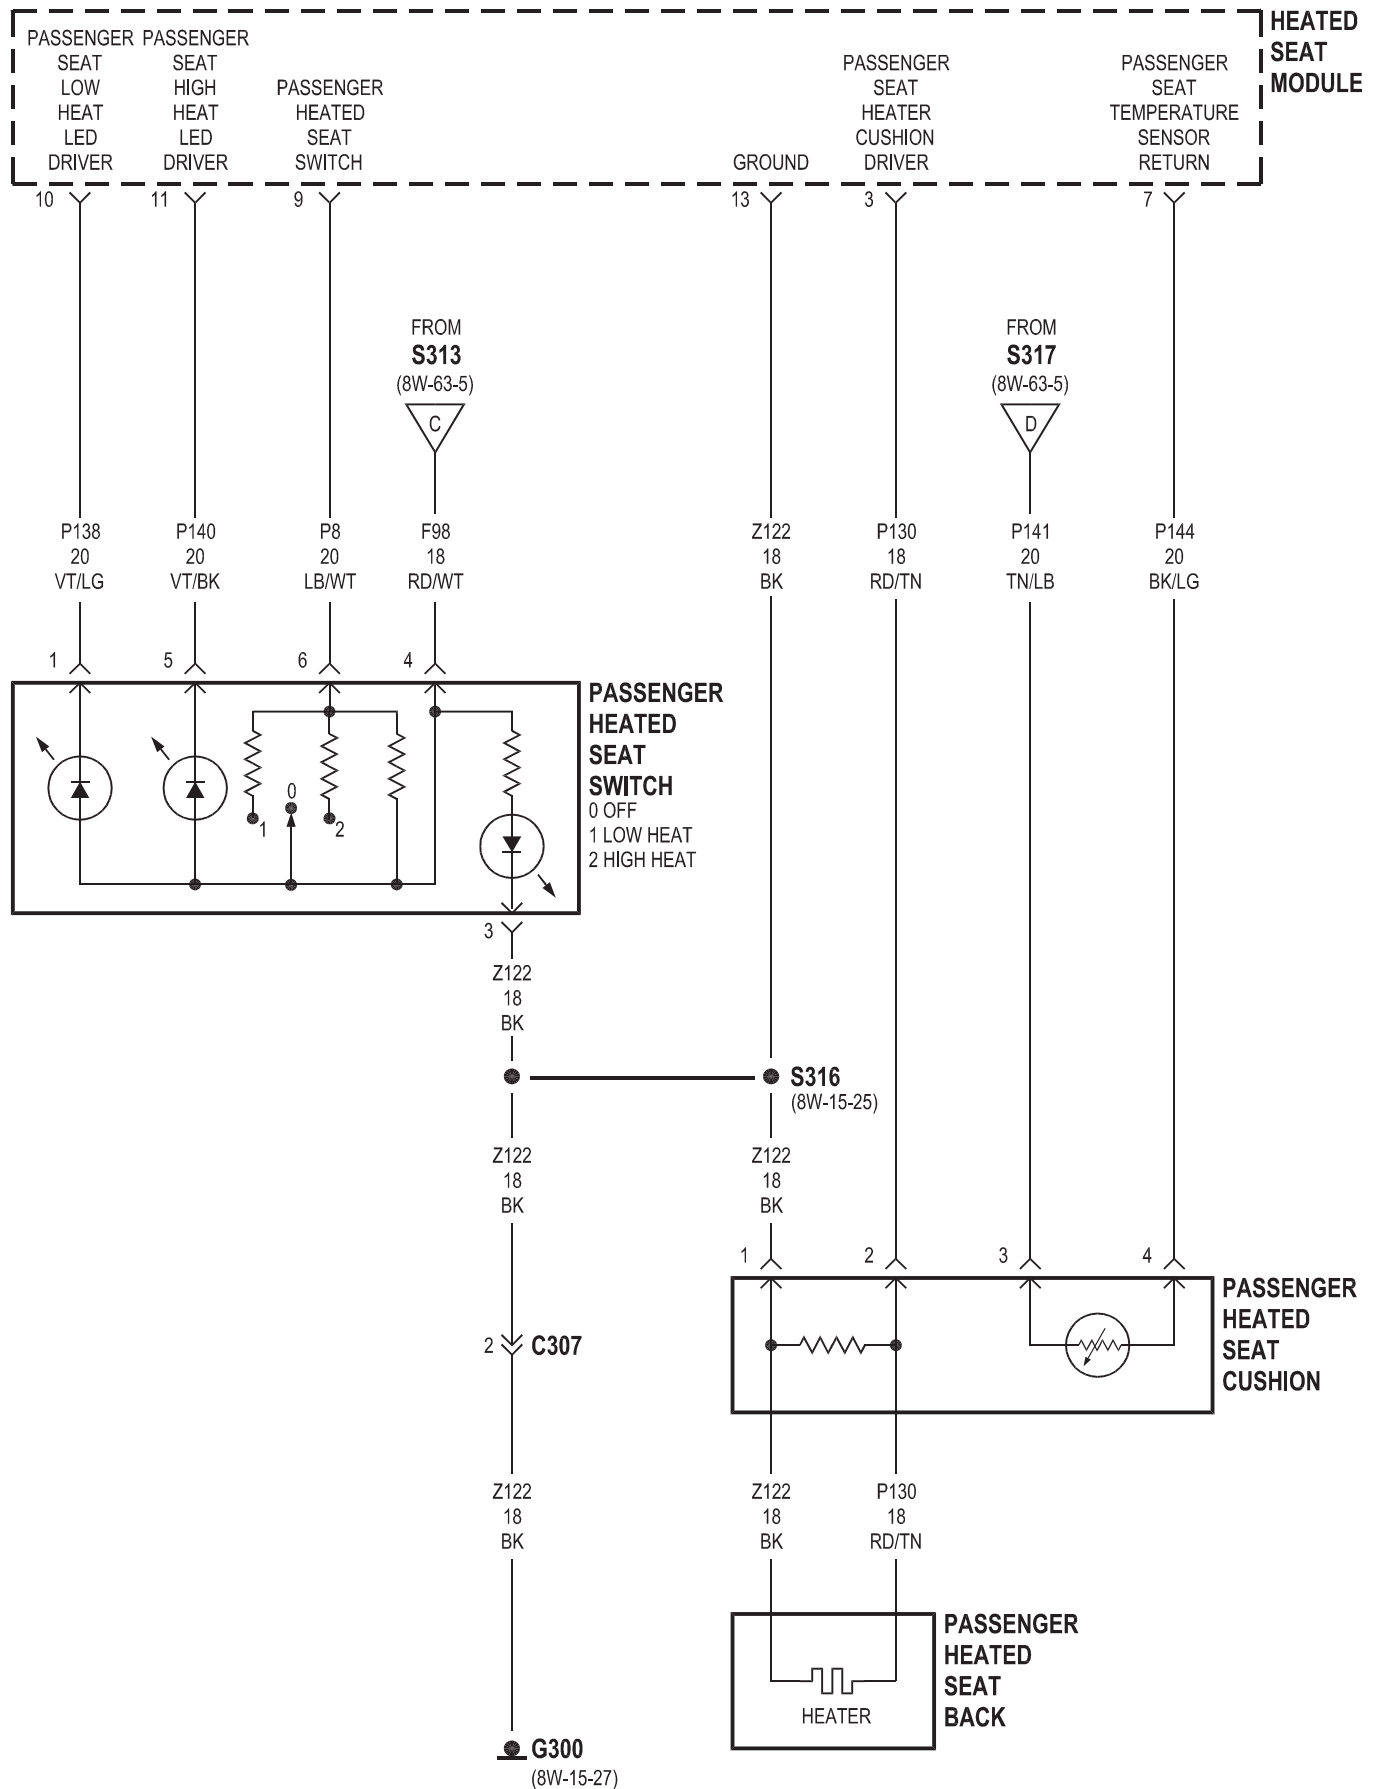 HEATED
SEAT
MODULE
PASSENGER
SEAT
LOW
HEAT
LED
DRIVER
PASSENGER
SEAT
HIGH
HEAT
LED
DRIVER
PASSENGER
HEATED
SEAT
SWITCH
GROUND
PASSENGER
SEAT
HEATER
CUSHION
DRIVER
PASSENGER
SEAT
TEMPERATURE
SENSOR
RETURN
10
11
9
13
3
7
FROM
S313
(8W-63-5)
C
FROM
S317
(8W-63-5)
D
P138
20
VT/LG
P140
20
VT/BK
P8
20
LB/WT
F98
18
RD/WT
Z122
18
BK
P130
18
RD/TN
P141
20
TN/LB
P144
20
BK/LG
1
5
6
4
PASSENGER
HEATED
SEAT
SWITCH
0 OFF
1 LOW HEAT
2 HIGH HEAT
0
1
2
3
Z122
18
BK
S316
(8W-15-25)
Z122
18
BK
Z122
18
BK
1
2
3
4
PASSENGER
HEATED
SEAT
CUSHION
2
C307
Z122
18
BK
Z122
18
BK
P130
18
RD/TN
PASSENGER
HEATED
SEAT
BACK
HEATER
G300
(8W-15-27)